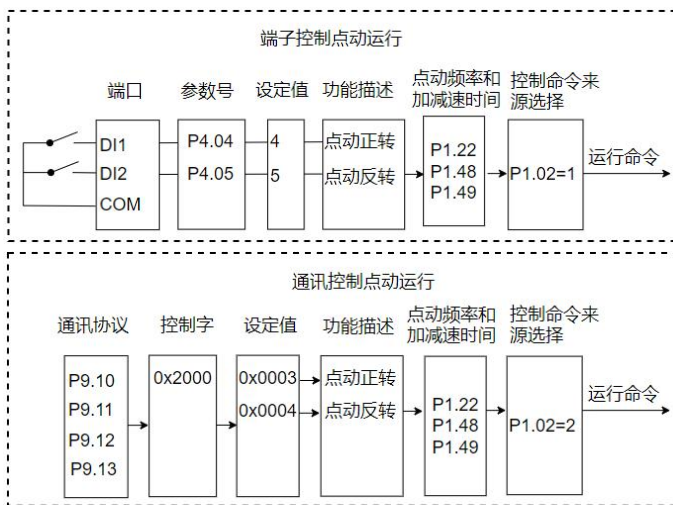 端子控制点动运行
端口 参数号 设定值 功能描述 点动频率和 控制命令来
加减速时间 源选择
DI1 P4.04 4 点动正转 P1.22 运行命令
DI2 P4.05 5 点动反转 P1.48 P1.02=1
COM P1.49
通讯控制点动运行
通讯协议 控制字 设定值 功能描述 点动频率和 控制命令来
加减速时间 源选择
P9.10 0x2000 0x0003 点动正转 运行命令
P9.11 0x0004 点动反转 P1.22
P9.12 P1.48 P1.02=2
P9.13 P1.49